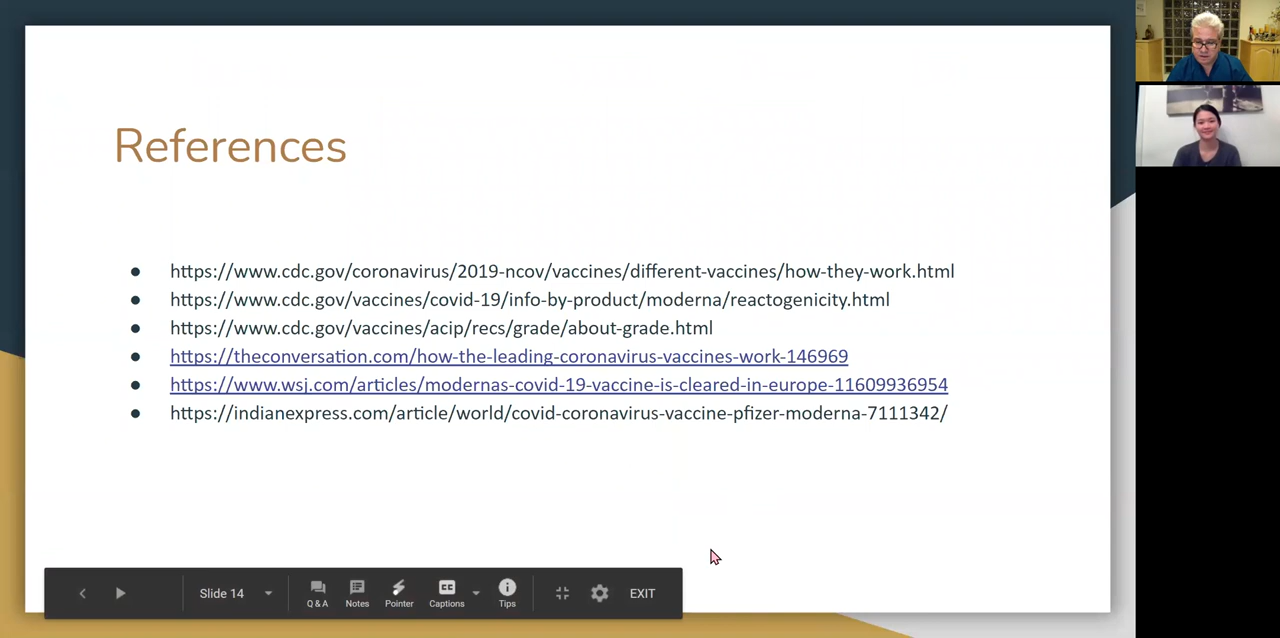 References
https://www.cdc.gov/coronavirus/2019-ncov/vaccines/different-vaccines/how-they-work.html
https://www.cdc.gov/vaccines/covid-19/info-by-product/moderna/reactogenicity.html
https://www.cdc.gov/vaccines/acip/recs/grade/about-grade.html
https://theconversation.com/how-the-leading-coronavirus-vaccines-work-146969
https://www.wsj.com/articles/modernas-covid-19-vaccine-is-cleared-in-europe-11609936954
https://indianexpress.com/article/world/covid-coronavirus-vaccine-pfizer-moderna-7111342/
Slide 14
Q & A
Notes
Pointer
CC
Captions
Tips
EXIT